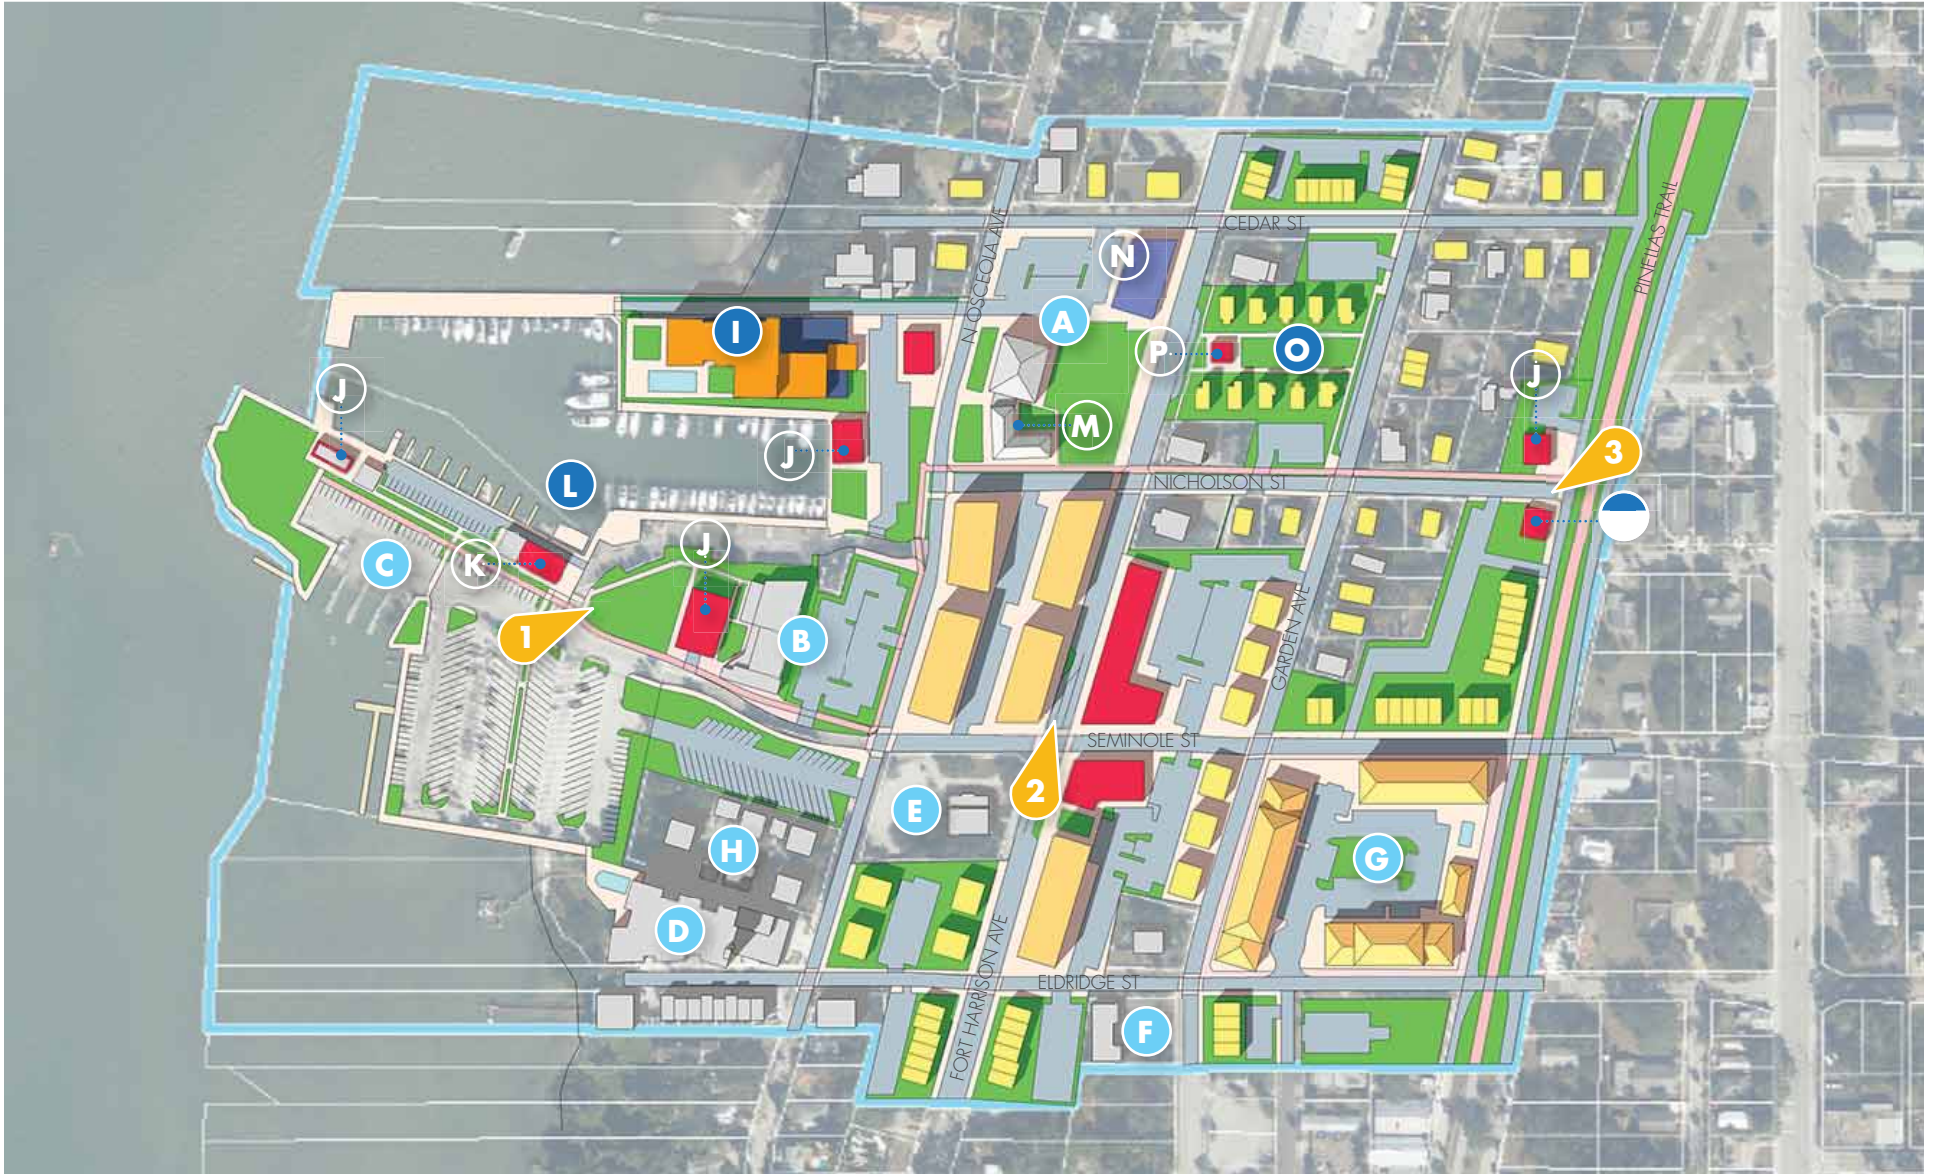 CEDAR ST
PINELLAS TRAIL
N OSCEOLA AVE
N
A
I
P
O
J
J
M
J
3
L
NICHOLSON ST
J
K
C
1
B
GARDEN AVE
SEMINOLE ST
2
E
H
G
D
FORT HARRISON AVE
ELDRIDGE ST
F